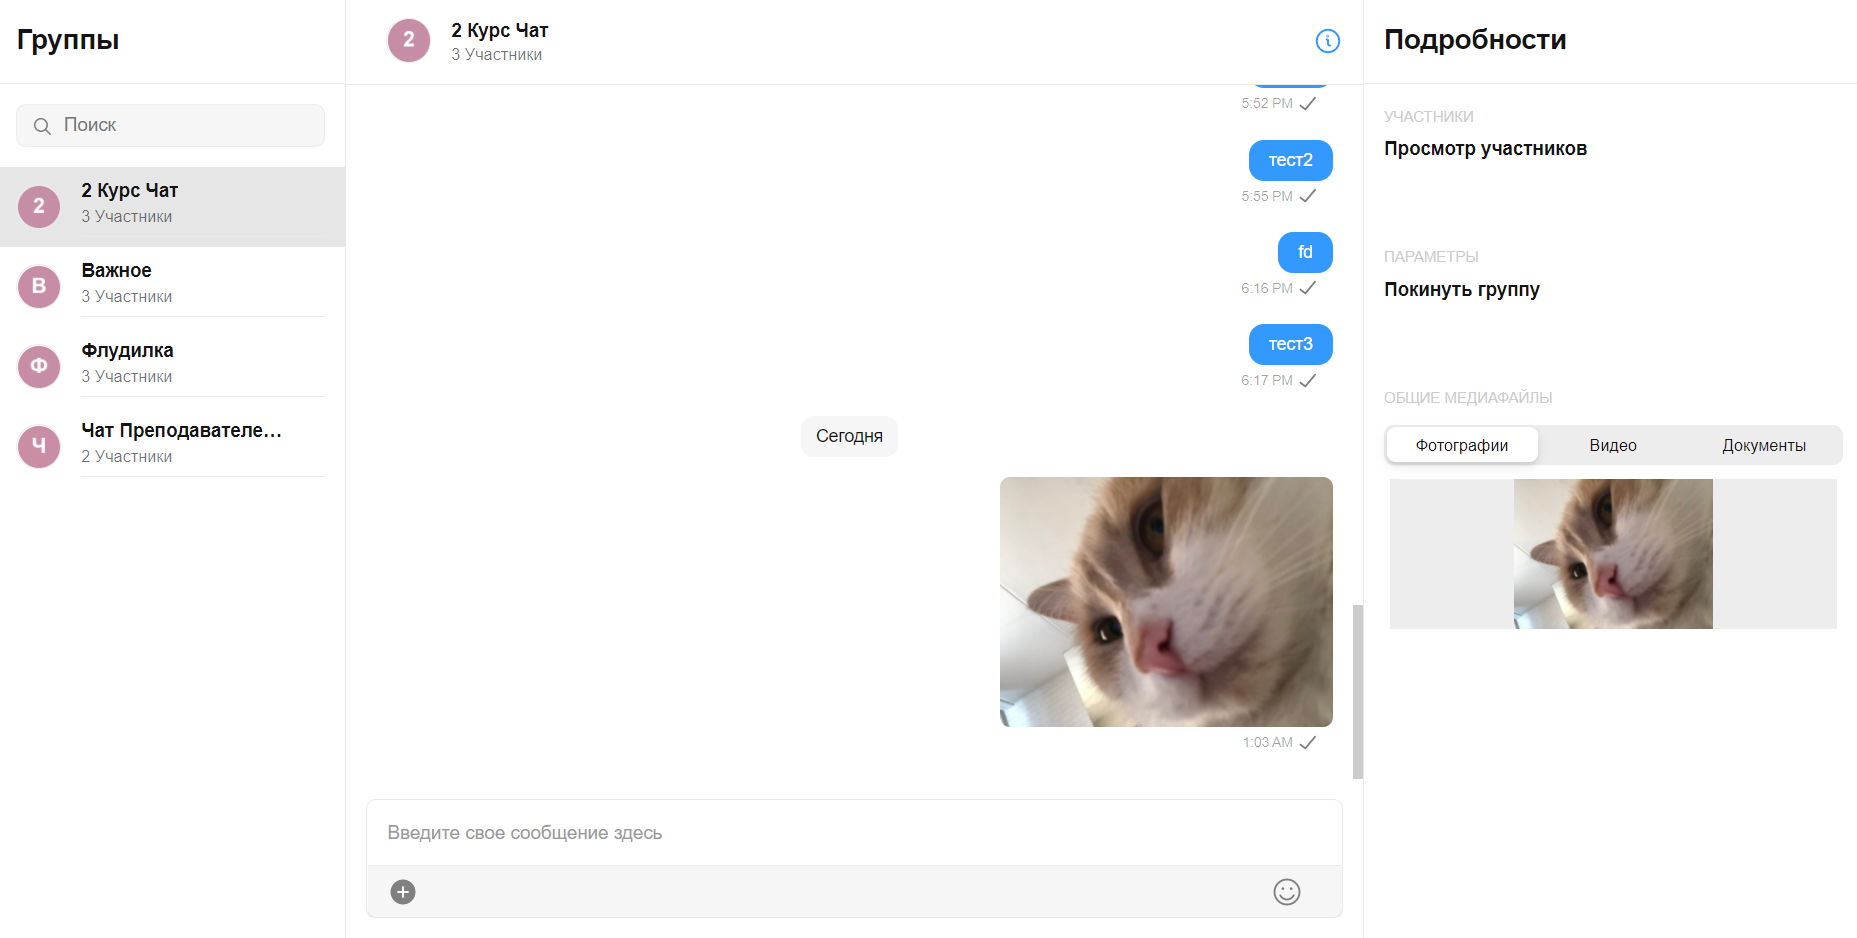 Группы
Поиск
2
2 Курс Чат
3 Участники
В
Важное
3 Участники
Ф
Флудилка
3 Участники
Ч
Чат Преподавателе...
2 Участники
2
2 Курс Чат
3 Участники
5:52 PM
тест2
5:55 PM
fd
6:16 PM
тест3
6:17 PM
Сегодня
1:03 AM
Введите свое сообщение здесь
Подробности
УЧАСТНИКИ
Просмотр участников
ПАРАМЕТРЫ
Покинуть группу
ОБЩИЕ МЕДИАФАЙЛЫ
Фотографии Видео Документы